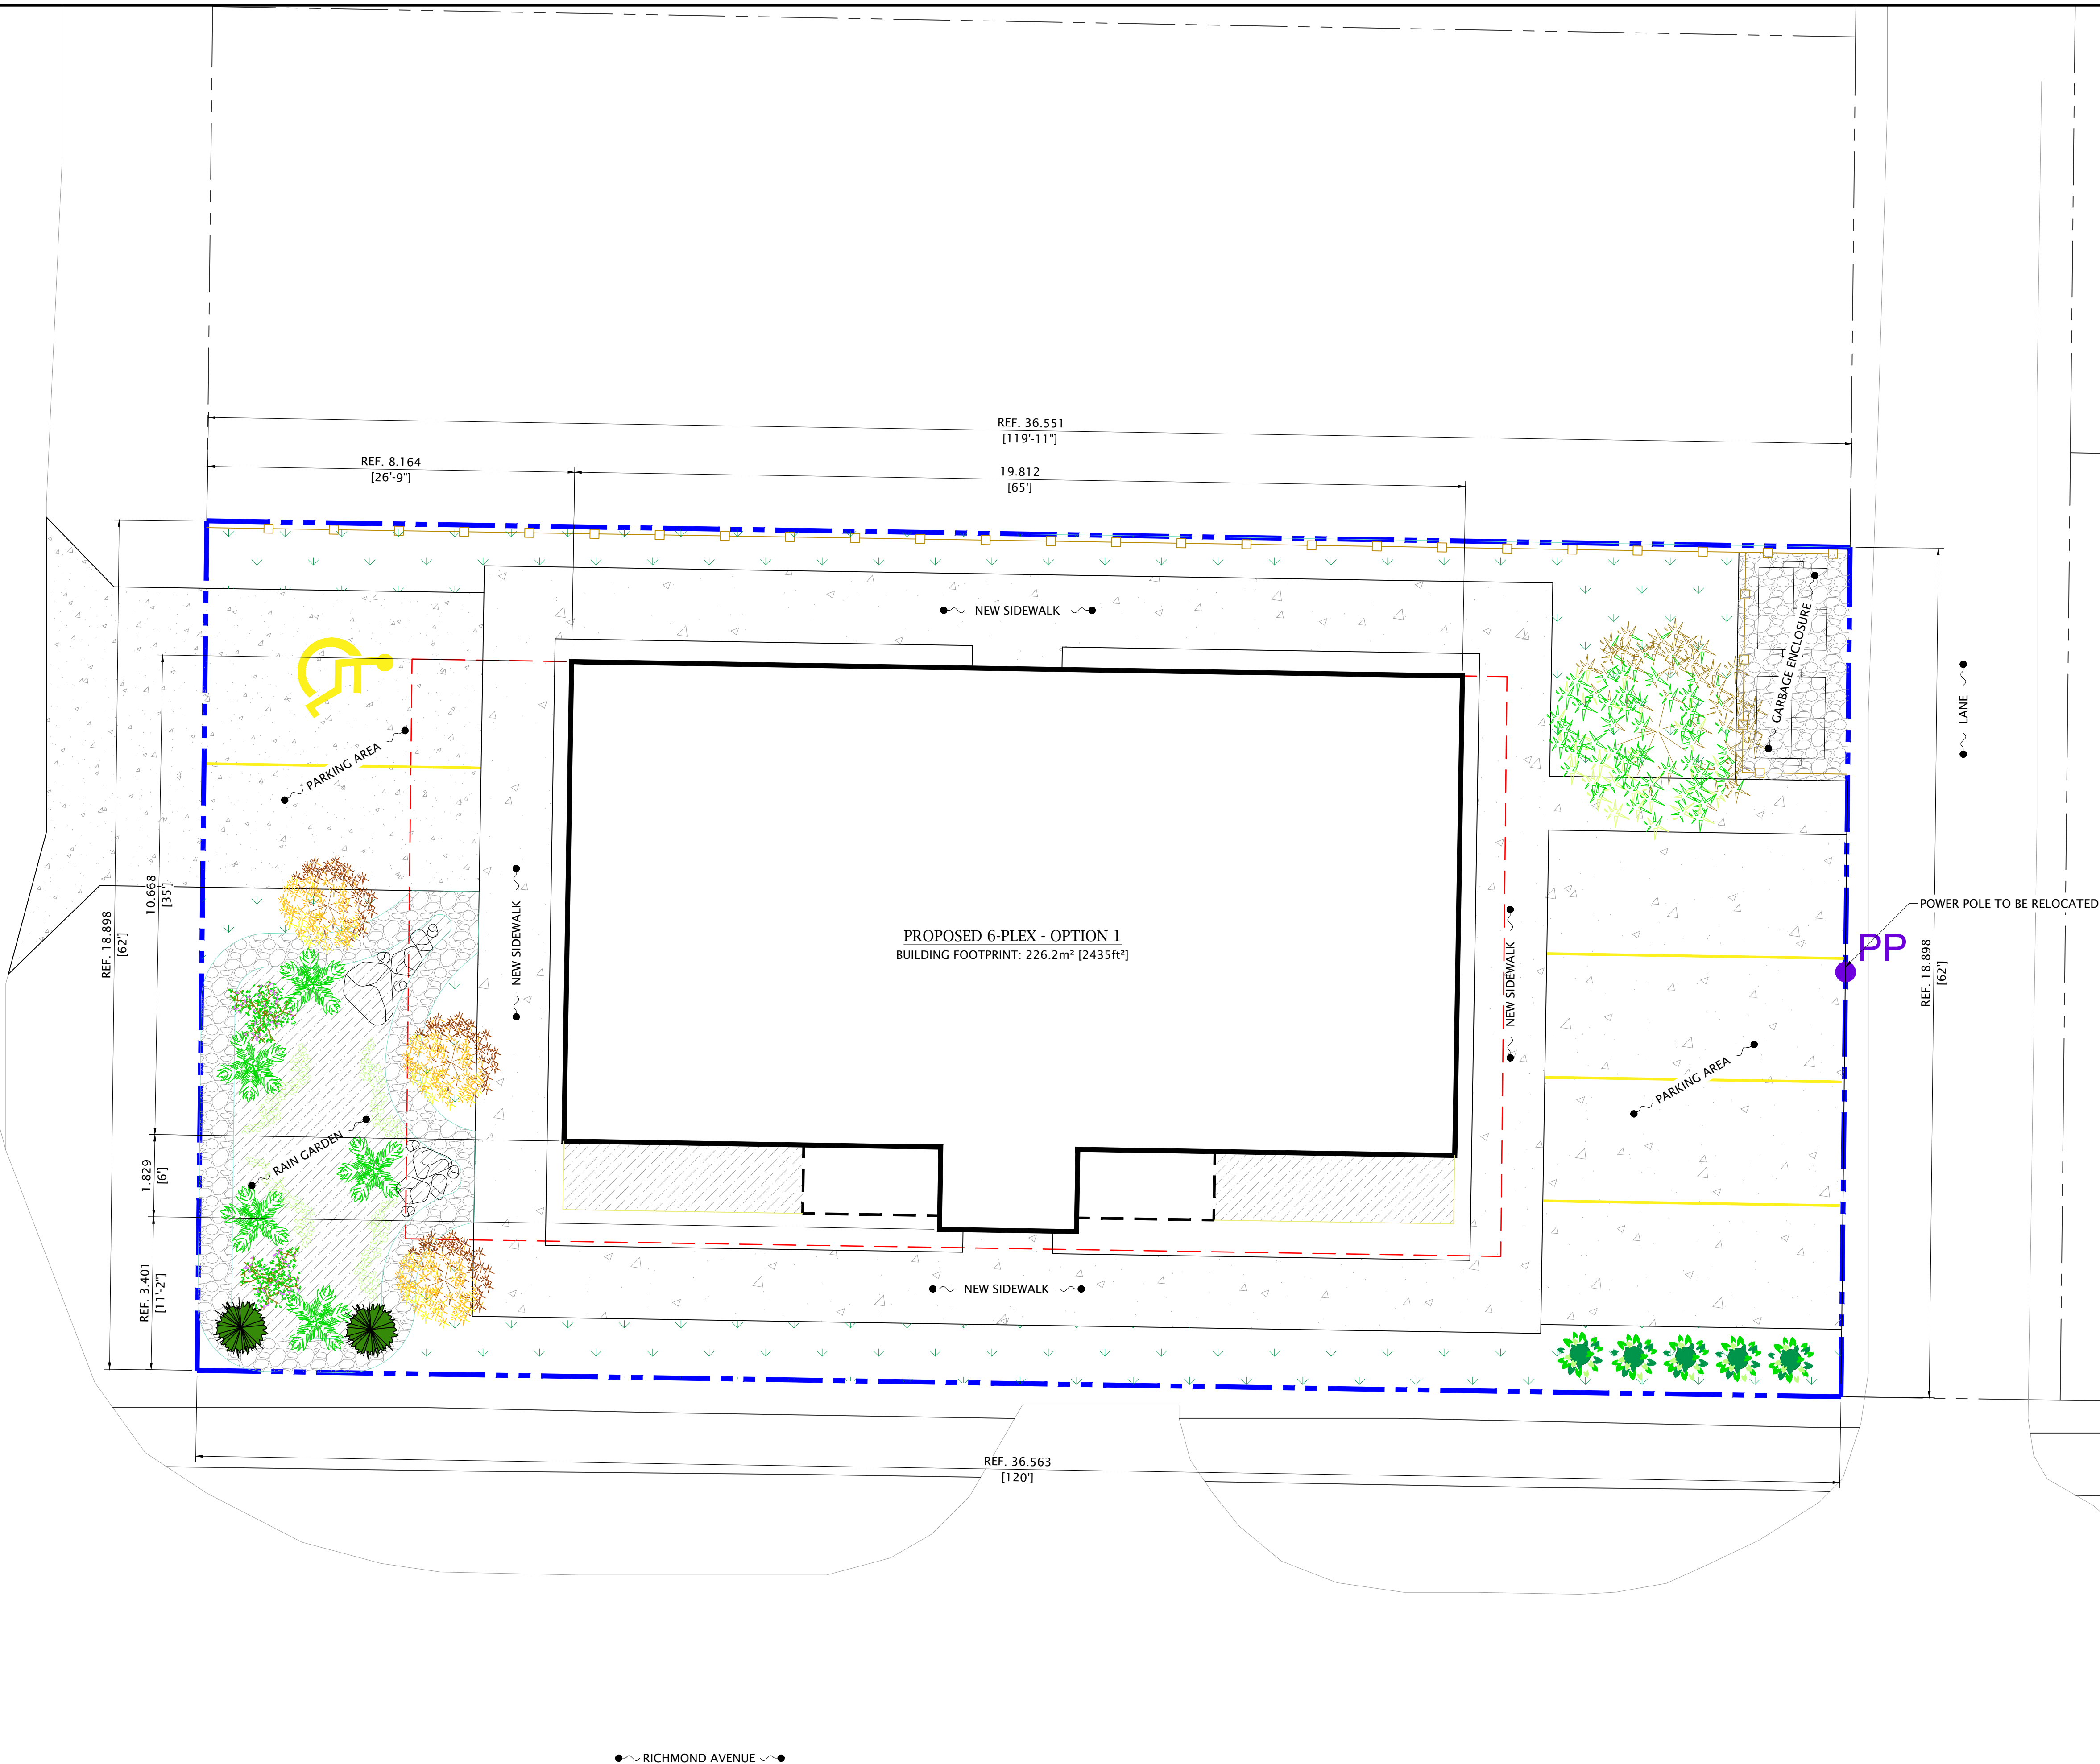 REF. 36.551
[119'-11"]
REF. 8.164
[26'-9"]
19.812
[65']
NEW SIDEWALK
GARBAGE ENCLOSURE
LANE
PARKING AREA
10.668
[35']
REF. 18.898
[62']
NEW SIDEWALK
PROPOSED 6-PLEX - OPTION 1
BUILDING FOOTPRINT: 226.2m² [2435ft²]
NEW SIDEWALK
POWER POLE TO BE RELOCATED
PP
REF. 18.898
[62']
PARKING AREA
RAIN GARDEN
1.829
[6']
REF. 3.401
[11'-2"]
NEW SIDEWALK
REF. 36.563
[120']
RICHMOND AVENUE